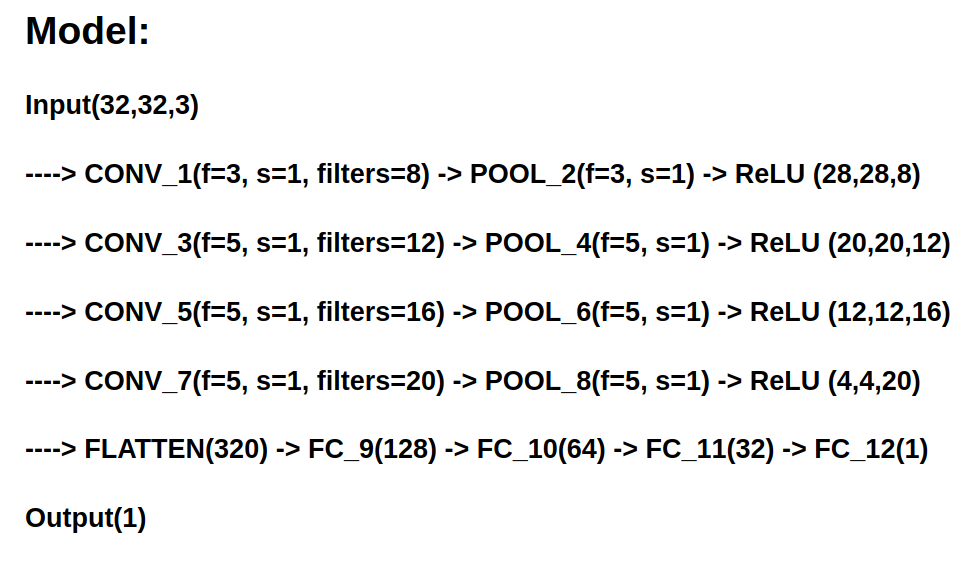 Model:
Input(32,32,3)
----> CONV_1(f=3, s=1, filters=8) -> POOL_2(f=3, s=1) -> ReLU (28,28,8)
----> CONV_3(f=5, s=1, filters=12) -> POOL_4(f=5, s=1) -> ReLU (20,20,12)
----> CONV_5(f=5, s=1, filters=16) -> POOL_6(f=5, s=1) -> ReLU (12,12,16)
----> CONV_7(f=5, s=1, filters=20) -> POOL_8(f=5, s=1) -> ReLU (4,4,20)
----> FLATTEN(320) -> FC_9(128) -> FC_10(64) -> FC_11(32) -> FC_12(1)
Output(1)